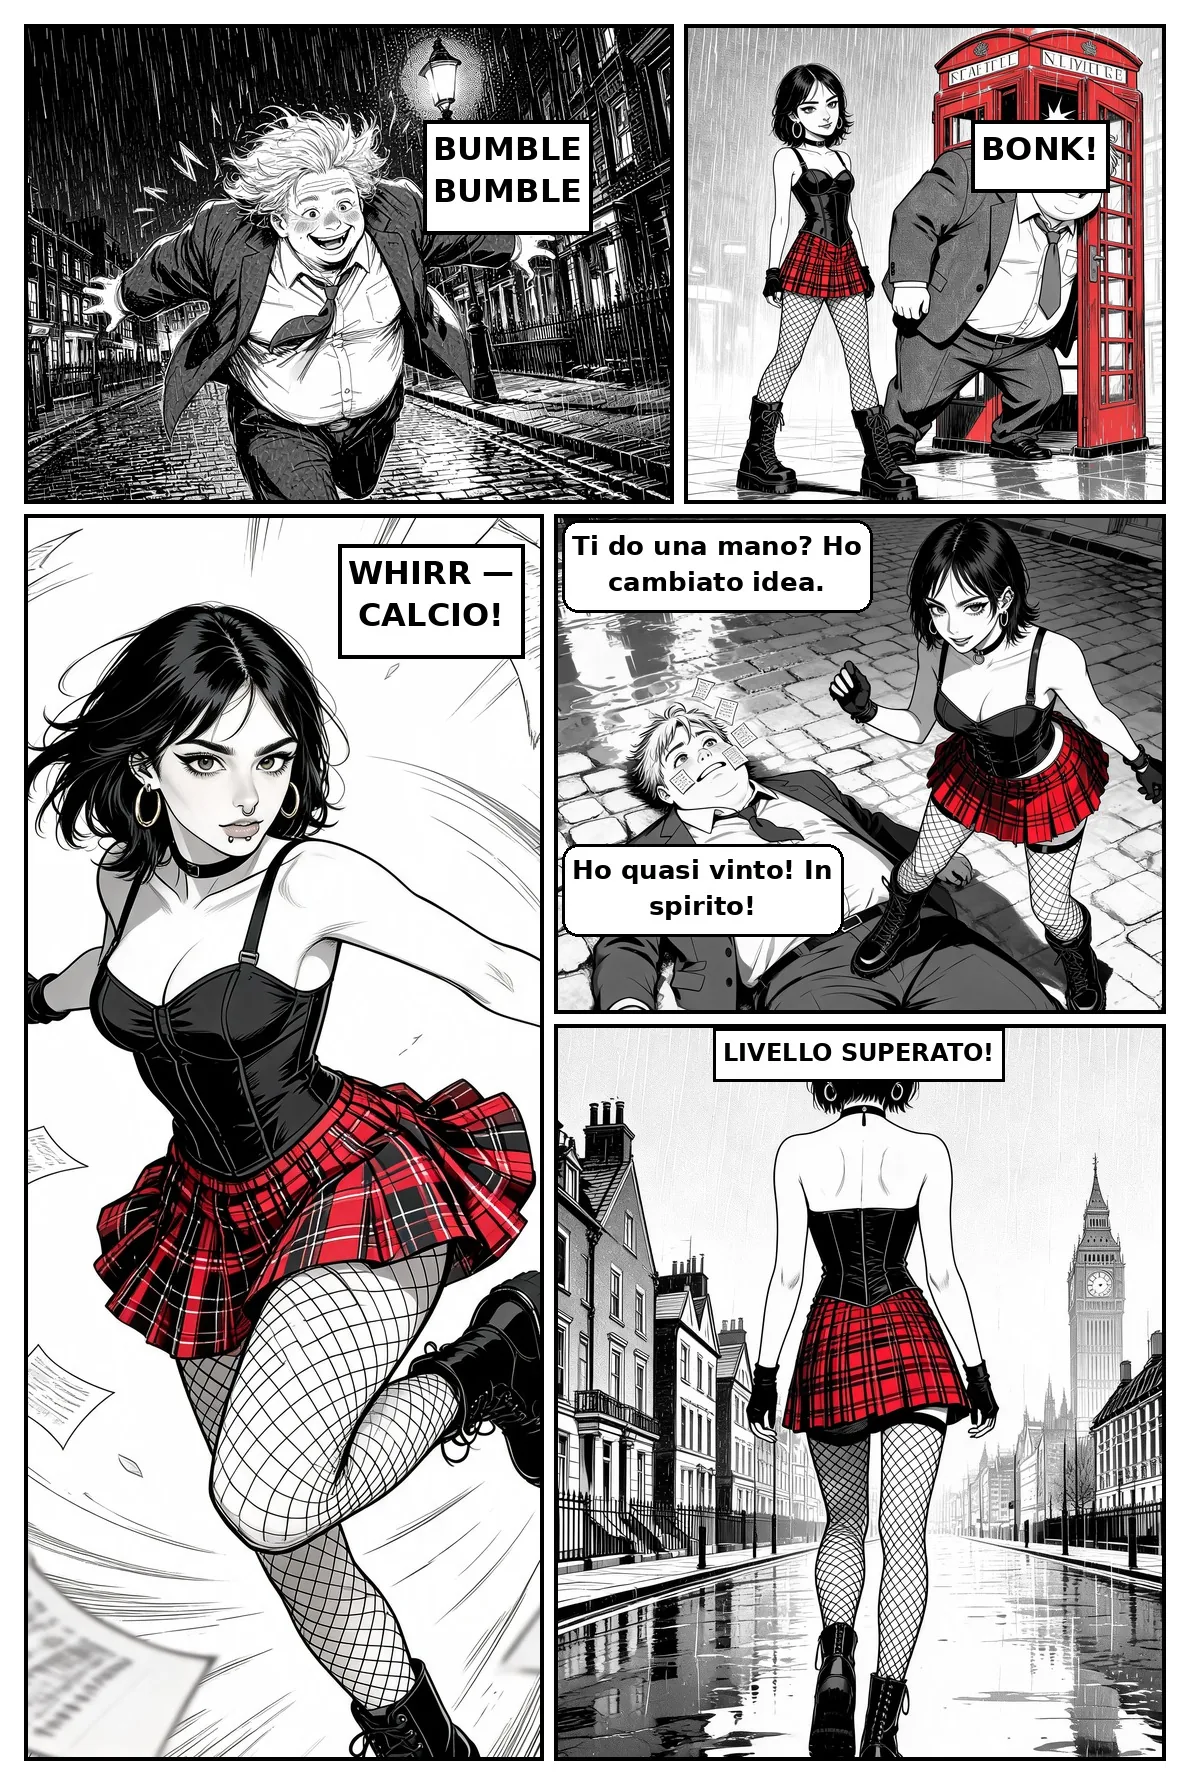 BUMBLE
BUMBLE
BONK!
WHIRR —
CALCIO!
Ti do una mano? Ho
cambiato idea.
Ho quasi vinto! In
spirito!
LIVELLO SUPERATO!